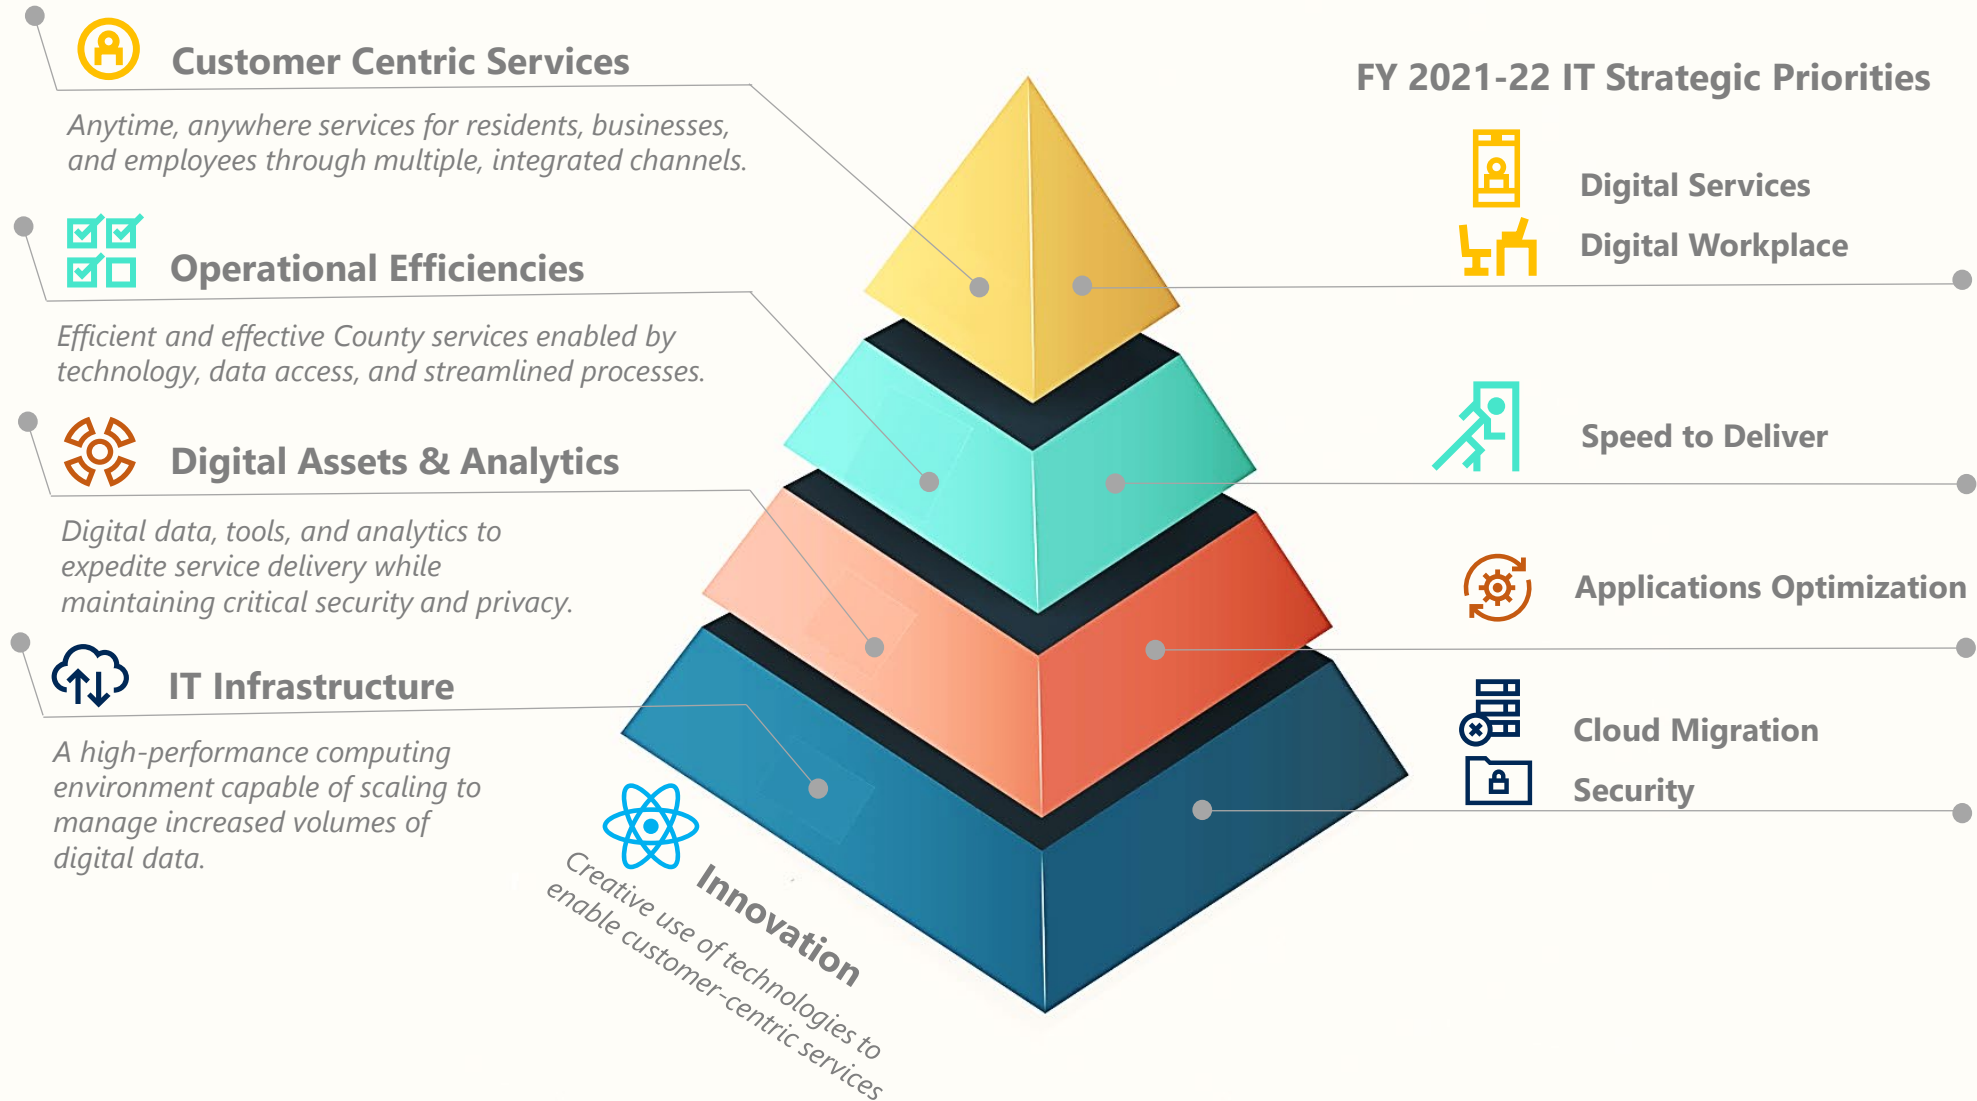 Customer Centric Services
Anytime, anywhere services for residents, businesses,
and employees through multiple, integrated channels.
Operational Efficiencies
Efficient and effective County services enabled by
technology, data access, and streamlined processes.
Digital Assets & Analytics
Digital data, tools, and analytics to
expedite service delivery while
maintaining critical security and privacy.
IT Infrastructure
A high-performance computing
environment capable of scaling to
manage increased volumes of
digital data.
Innovation
Creative use of technologies to
enable customer-centric services
FY 2021-22 IT Strategic Priorities
Digital Services
Digital Workplace
Speed to Deliver
Applications Optimization
Cloud Migration
Security